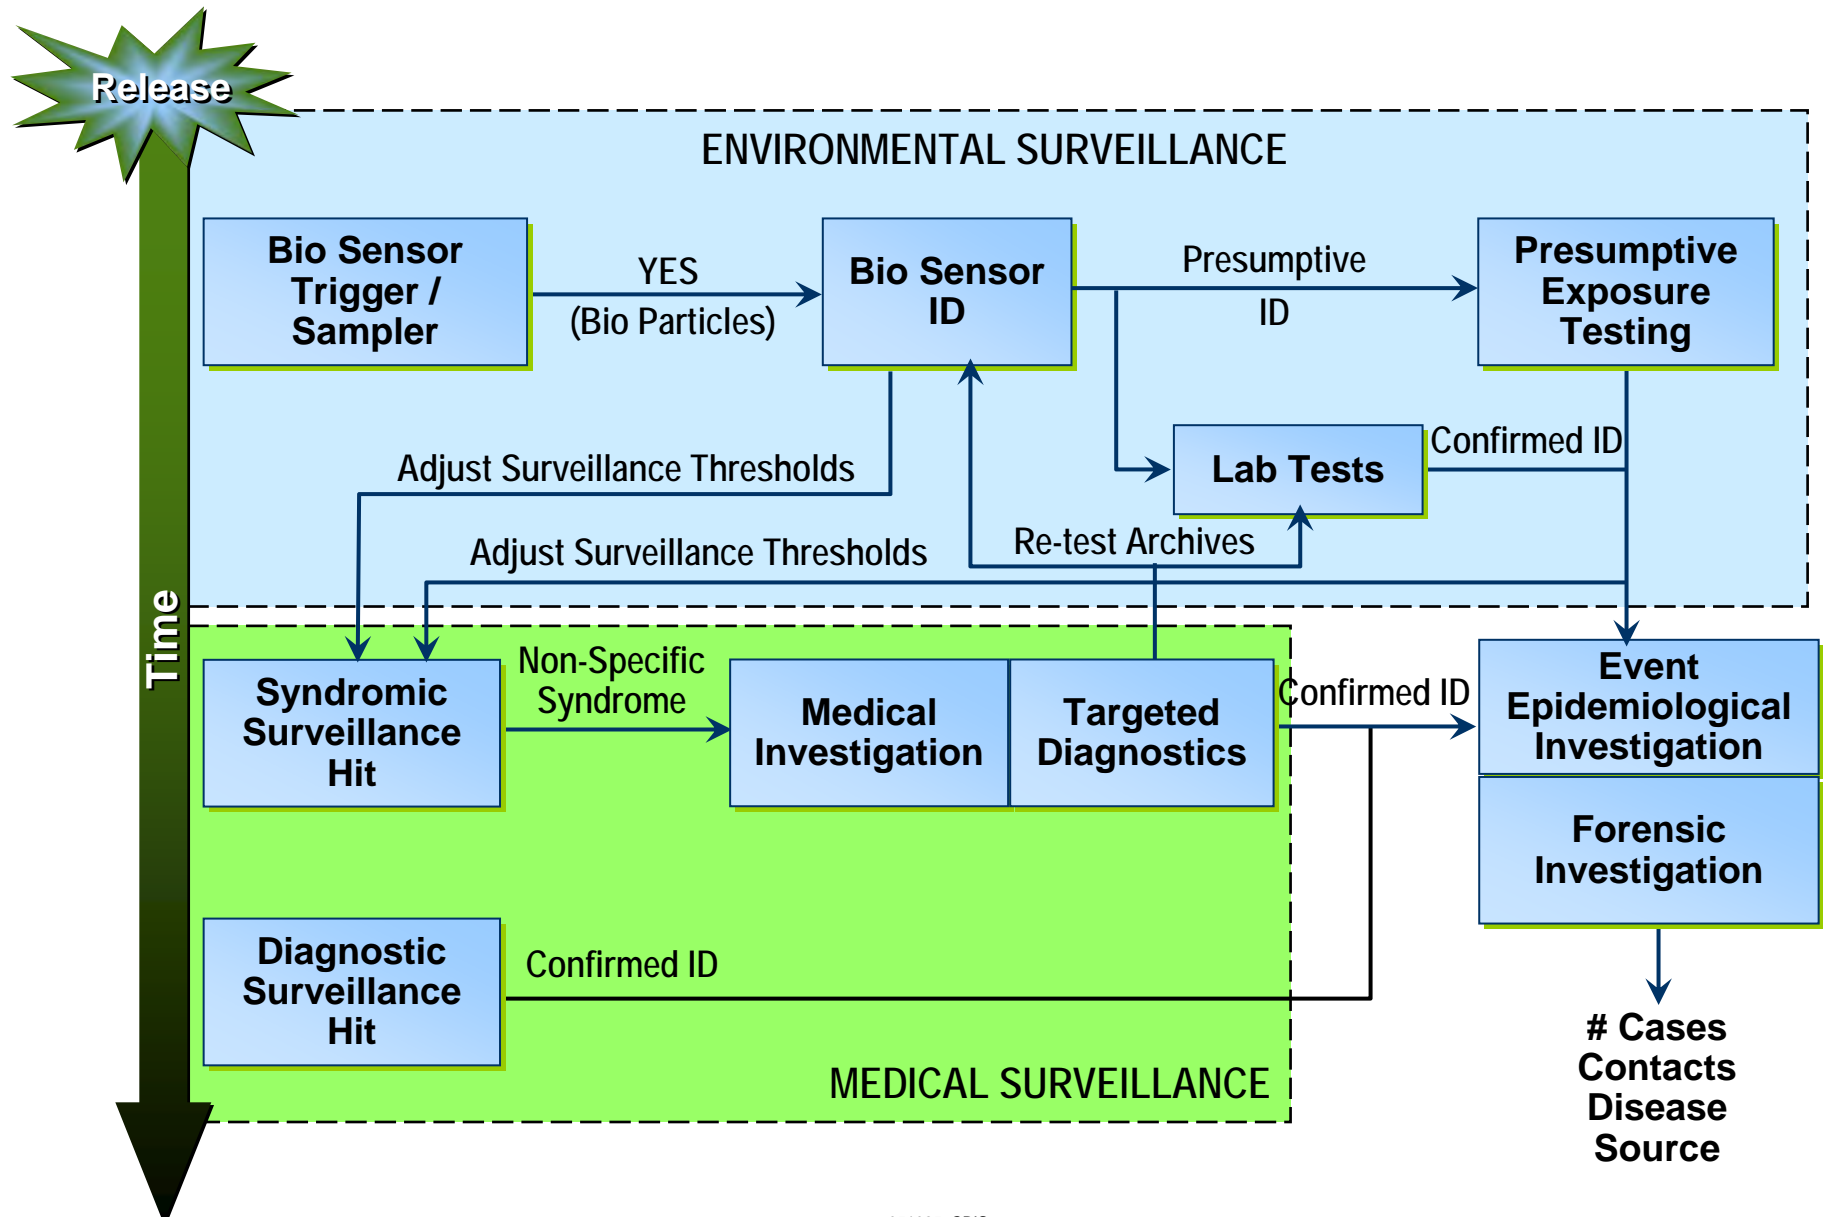 Release
ENVIRONMENTAL SURVEILLANCE
Bio Sensor
Trigger /
Sampler
YES
(Bio Particles)
Bio Sensor
ID
Presumptive
ID
Presumptive
Exposure
Testing
Lab Tests
Confirmed ID
Adjust Surveillance Thresholds
Re-test Archives
Adjust Surveillance Thresholds
Time
Syndromic
Surveillance
Hit
Non-Specific
Syndrome
Medical
Investigation
Targeted
Diagnostics
Confirmed ID
Event
Epidemiological
Investigation
Forensic
Investigation
Diagnostic
Surveillance
Hit
Confirmed ID
MEDICAL SURVEILLANCE
# Cases
Contacts
Disease
Source